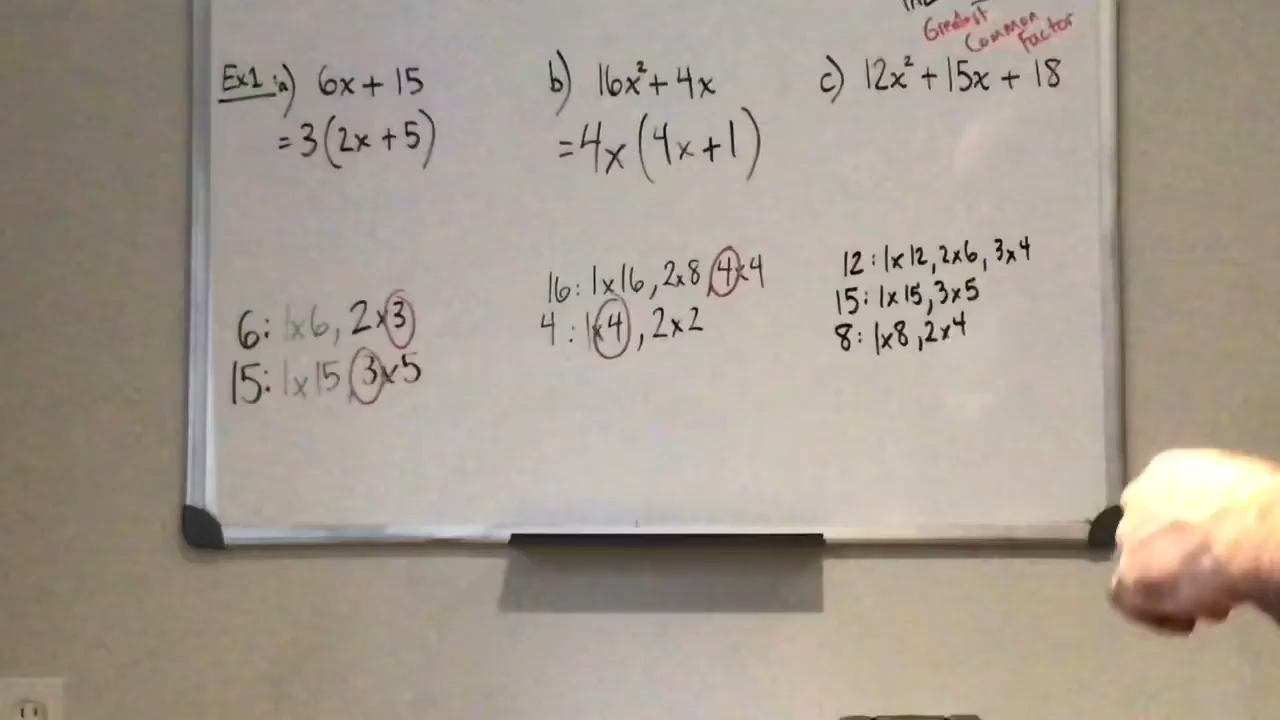 Greatest
Common
Factor
Ex1: a) 6x + 15
= 3(2x + 5)
6: 1x6, 2x3
15: 1x15, 3x5
b) 16x² + 4x
= 4x(4x+1)
16: 1x16, 2x8, 4x4
4: 1x4, 2x2
c) 12x² + 15x + 18
12: 1x12, 2x6, 3x4
15: 1x15, 3x5
8: 1x8, 2x4